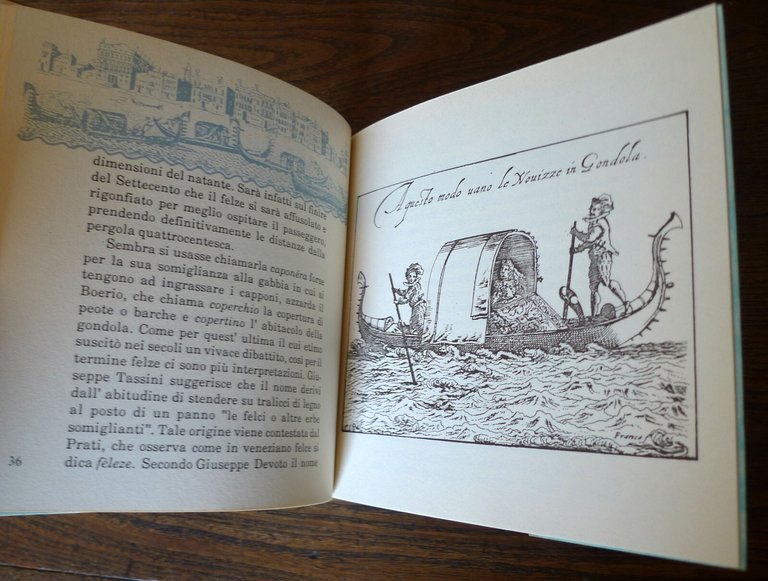 dimensioni del natante. Sarà infatti sul finire
del Settecento che il felze si sarà affusolato e
rigonfiato per meglio ospitare il passeggero,
prendendo definitivamente le distanze dalla
pergola quattrocentesca.
Sembra si usasse chiamarla caponéra forse
per la sua somiglianza alla gabbia in cui si
tengono ad ingrassare i capponi, azzarda il
Boerio, che chiama coperchio la copertura di
peote o barche e copertino l' abitacolo della
gondola. Come per quest' ultima il cui etimo
suscitò nei secoli un vivace dibattito, così per il
termine felze ci sono più interpretazioni. Giu-
seppe Tassini suggerisce che il nome derivi
dall' abitudine di stendere su tralicci di legno
al posto di un panno "le felci o altre erbe
somiglianti". Tale origine viene contestata dal
Prati, che osserva come in veneziano felce si
dica fèleze. Secondo Giuseppe Devoto il nome
36
A questo modo uano le Nouizze in Gondola.
Franco